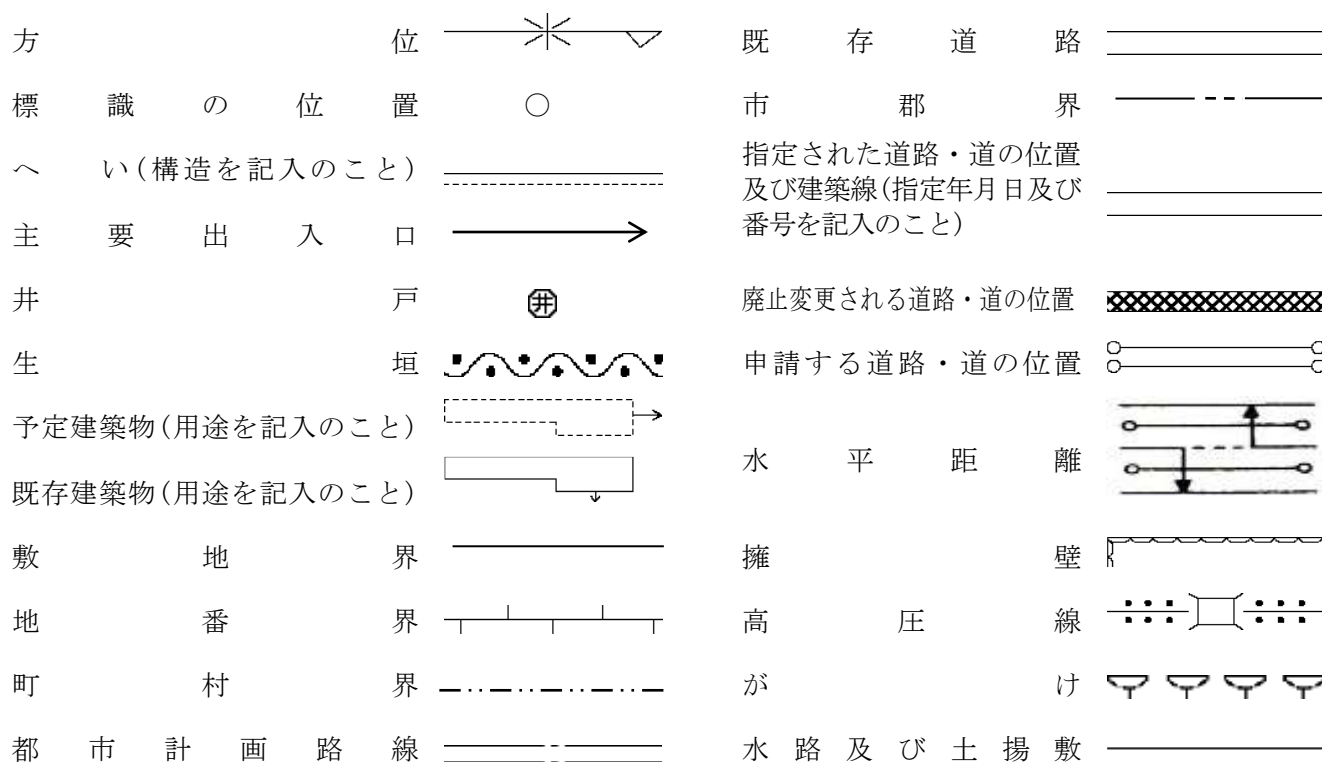 方位
標識の位置
へい(構造を記入のこと)
主要出入口
井戸
井
生垣
予定建築物(用途を記入のこと)
既存建築物(用途を記入のこと)
敷地界
地番界
町村界
都市計画路線
既存道路
市郡界
指定された道路・道の位置
及び建築線(指定年月日及び
番号を記入のこと)
廃止変更される道路・道の位置
申請する道路・道の位置
水平距離
擁壁
高圧線
がけ
水路及び土揚敷